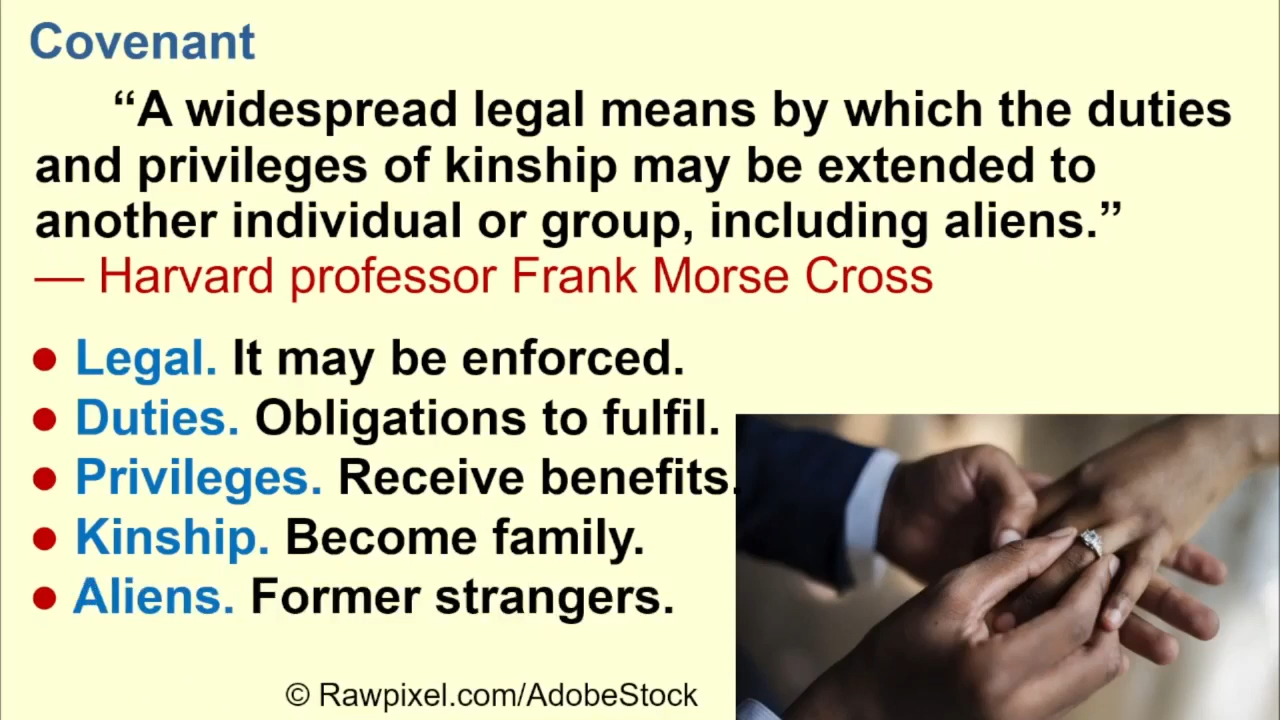 Covenant
“A widespread legal means by which the duties
and privileges of kinship may be extended to
another individual or group, including aliens.”
— Harvard professor Frank Morse Cross
● Legal. It may be enforced.
● Duties. Obligations to fulfil.
● Privileges. Receive benefits.
● Kinship. Become family.
● Aliens. Former strangers.
© Rawpixel.com/AdobeStock